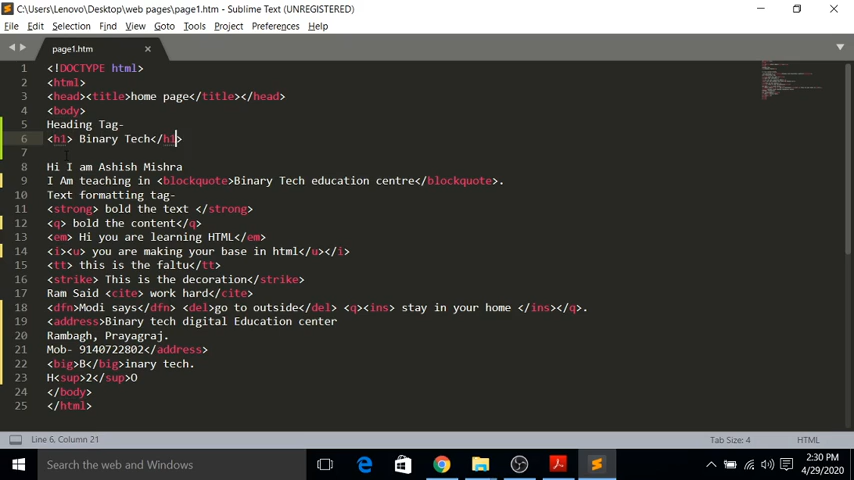 C:\Users\Lenovo\Desktop\web pages\page1.htm - Sublime Text (UNREGISTERED)
File Edit Selection Find View Goto Tools Project Preferences Help
page1.htm
1 <!DOCTYPE html>
2 <html>
3 <head><title>home page</title></head>
4 <body>
5 Heading Tag-
6 <h1> Binary Tech</h1>
7
8 Hi I am Ashish Mishra
9 I Am teaching in <blockquote>Binary Tech education centre</blockquote>.
10 Text formatting tag-
11 <strong> bold the text </strong>
12 <q> bold the content</q>
13 <em> Hi you are learning HTML</em>
14 <i><u> you are making your base in html</u></i>
15 <tt> this is the faltu</tt>
16 <strike> This is the decoration</strike>
17 Ram Said <cite> work hard</cite>
18 <dfn>Modi says</dfn> <del>go to outside</del> <q><ins> stay in your home </ins></q>.
19 <address>Binary tech digital Education center
20 Rambagh, Prayagraj.
21 Mob- 9140722802</address>
22 <big>B</big>inary tech.
23 H<sup>2</sup>O
24 </body>
25 </html>
Line 6, Column 21 Tab Size: 4 HTML
Search the web and Windows
2:30 PM
4/29/2020